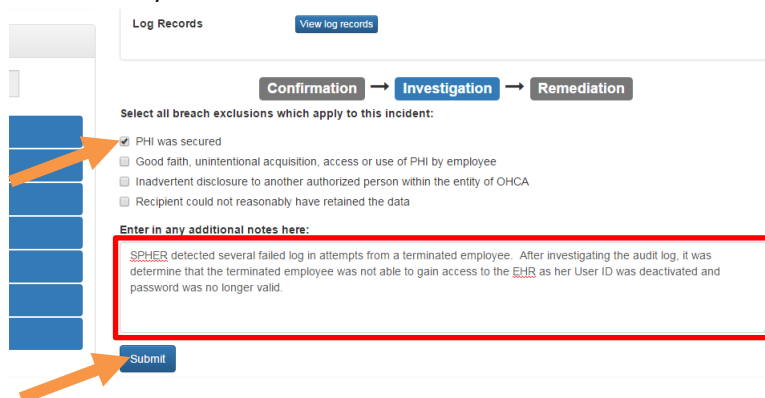 Log Records View log records
Confirmation → Investigation → Remediation
Select all breach exclusions which apply to this incident:
PHI was secured
Good faith, unintentional acquisition, access or use of PHI by employee
Inadvertent disclosure to another authorized person within the entity of OHCA
Recipient could not reasonably have retained the data
Enter in any additional notes here:
SPHER detected several failed log in attempts from a terminated employee. After investigating the audit log, it was
determine that the terminated employee was not able to gain access to the EHR as her User ID was deactivated and
password was no longer valid.
Submit